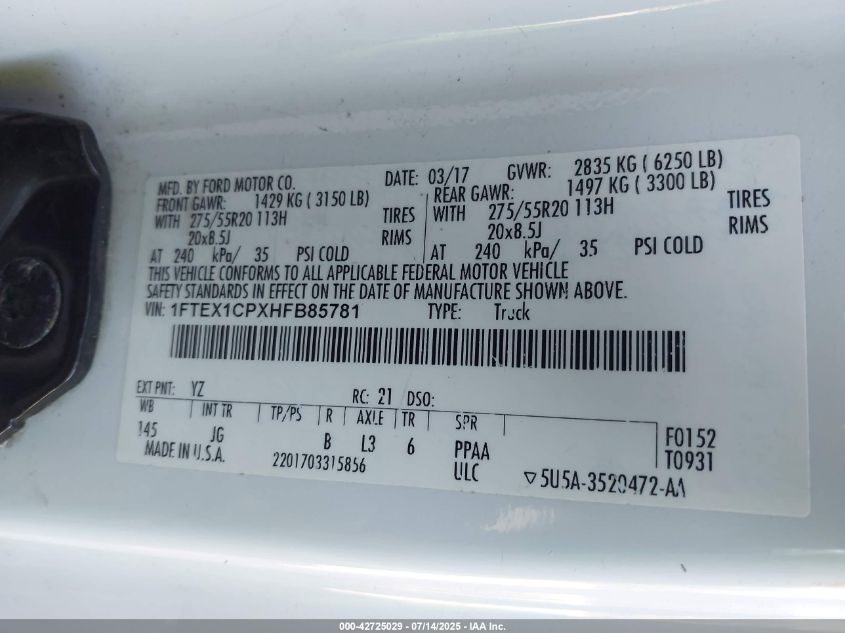 MFD. BY FORD MOTOR CO. DATE: 03/17 GVWR: 2835 KG ( 6250 LB)
FRONT GAWR: 1429 KG ( 3150 LB) REAR GAWR: 1497 KG ( 3300 LB)
WITH 275/55R20 113H TIRES WITH 275/55R20 113H TIRES
20x8.5J RIMS 20x8.5J RIMS
AT 240 kPa/ 35 PSI COLD AT 240 kPa/ 35 PSI COLD
THIS VEHICLE CONFORMS TO ALL APPLICABLE FEDERAL MOTOR VEHICLE
SAFETY STANDARDS IN EFFECT ON THE DATE OF MANUFACTURE SHOWN ABOVE.
VIN: 1FTEX1CPXHFB85781 TYPE: Truck
EXT PNT: YZ RC: 21 DSO:
WB INT TR TP/PS R AXLE TR SPR
145 JG B L3 6 PPAA F0152
MADE IN U.S.A. 2201703315856 ULC T0931
▽5U5A-3520472-AA
000-42725029 - 07/14/2025 - IAA Inc.